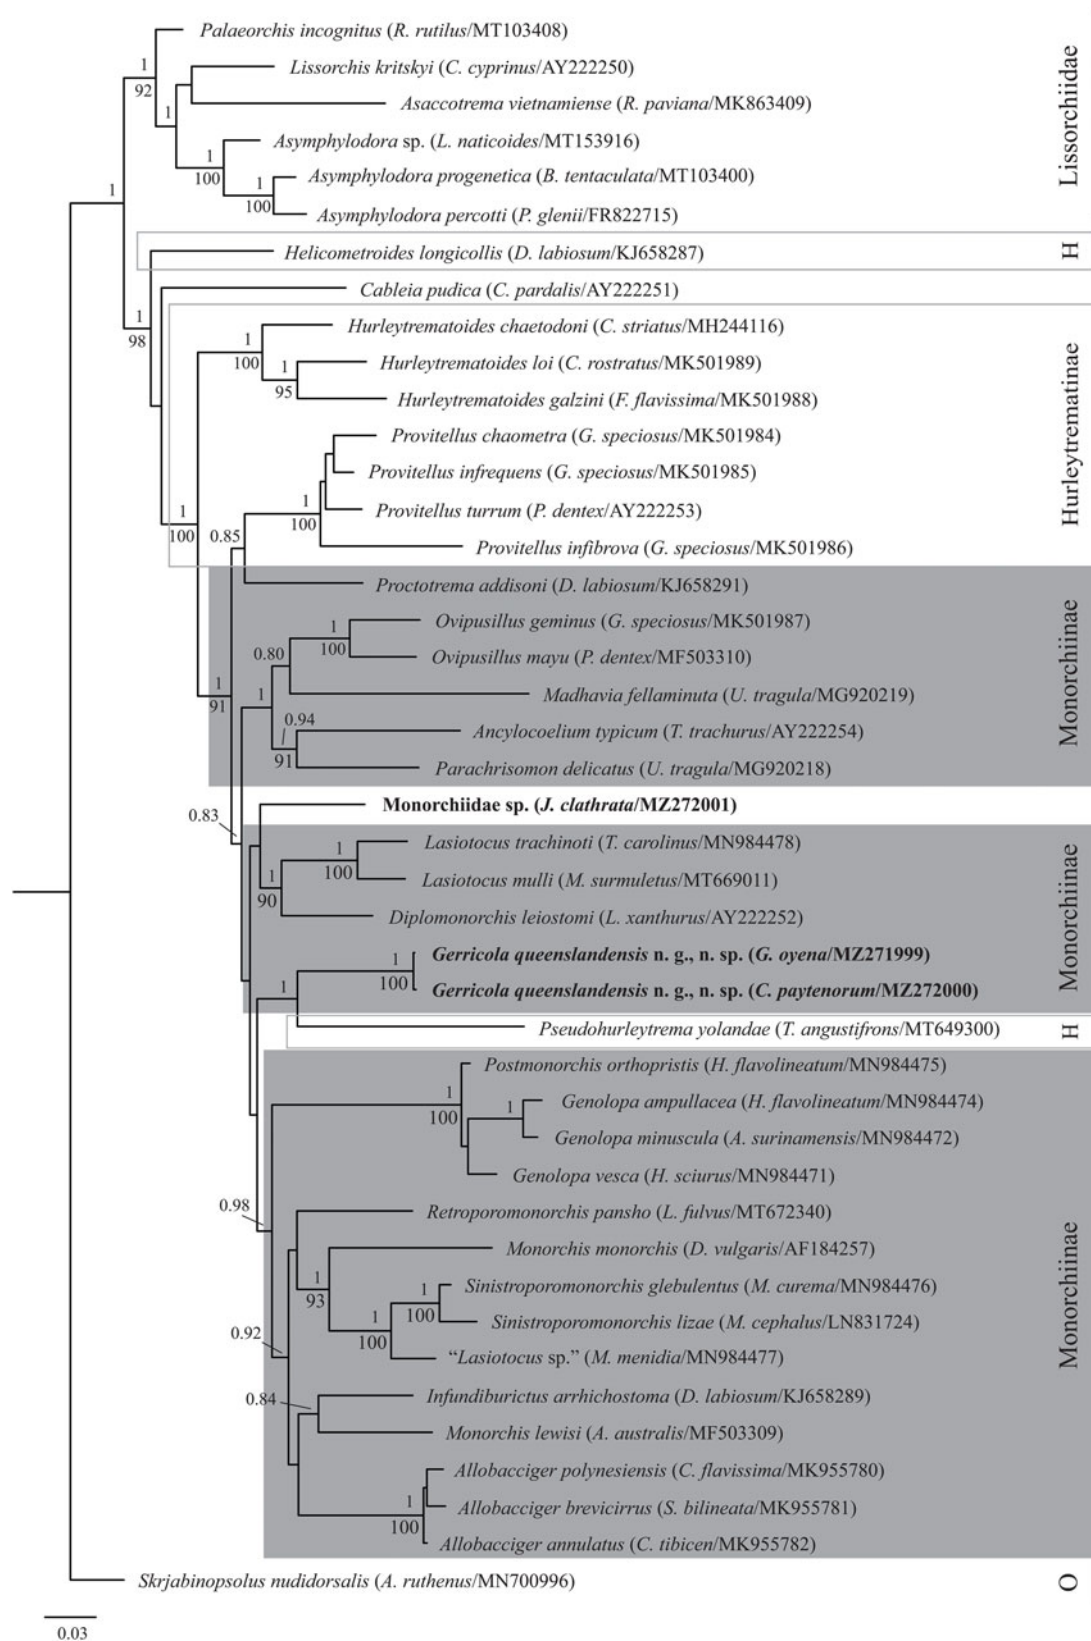 Palaeorchis incognitus (R. rutilus/MT103408)
1
92
Lissorchis kritskyi (C. cyprinus/AY222250)
Asaccotrema vietnamiense (R. paviana/MK863409)
1
Asymphylodora sp. (L. naticoides/MT153916)
1
100
Asymphylodora progenetica (B. tentaculata/MT103400)
1
100
Asymphylodora percotti (P. glenii/FR822715)
Lissorchiidae
1
Helicometroides longicollis (D. labiosum/KJ658287)
H
Cableia pudica (C. pardalis/AY222251)
1
98
Hurleytrematoides chaetodoni (C. striatus/MH244116)
1
100
Hurleytrematoides loi (C. rostratus/MK501989)
1
95
Hurleytrematoides galzini (F. flavissima/MK501988)
Provitellus chaometra (G. speciosus/MK501984)
Provitellus infrequens (G. speciosus/MK501985)
1
100
Provitellus turrum (P. dentex/AY222253)
Provitellus infibrova (G. speciosus/MK501986)
Hurleytrematinae
1
100
0.85
Proctotrema addisoni (D. labiosum/KJ658291)
Ovipusillus geminus (G. speciosus/MK501987)
1
100
Ovipusillus mayu (P. dentex/MF503310)
0.80
Madhavia fellaminuta (U. tragula/MG920219)
1
91
1
0.94
91
Ancylocoelium typicum (T. trachurus/AY222254)
Parachrisomon delicatus (U. tragula/MG920218)
Monorchiinae
Monorchiidae sp. (J. clathrata/MZ272001)
0.83
Lasiotocus trachinoti (T. carolinus/MN984478)
1
100
Lasiotocus mulli (M. surmuletus/MT669011)
1
90
Diplomonorchis leiostomi (L. xanthurus/AY222252)
Gerricola queenslandensis n. g., n. sp. (G. oyena/MZ271999)
1
100
Gerricola queenslandensis n. g., n. sp. (C. paytenorum/MZ272000)
Monorchiinae
1
Pseudohurleytrema yolandae (T. angustifrons/MT649300)
H
Postmonorchis orthopristis (H. flavolineatum/MN984475)
1
100
Genolopa ampullacea (H. flavolineatum/MN984474)
1
Genolopa minuscula (A. surinamensis/MN984472)
Genolopa vesca (H. sciurus/MN984471)
0.98
Retroporomonorchis pansho (L. fulvus/MT672340)
Monorchis monorchis (D. vulgaris/AF184257)
1
93
Sinistroporomonorchis glebulentus (M. curema/MN984476)
1
100
Sinistroporomonorchis lizae (M. cephalus/LN831724)
1
100
"Lasiotocus sp." (M. menidia/MN984477)
0.92
Infundiburictus arrhichostoma (D. labiosum/KJ658289)
0.84
Monorchis lewisi (A. australis/MF503309)
Allobacciger polynesiensis (C. flavissima/MK955780)
1
100
Allobacciger brevicirrus (S. bilineata/MK955781)
Allobacciger annulatus (C. tibicen/MK955782)
Monorchiinae
Skrjabinopsolus nudidorsalis (A. ruthenus/MN700996)
O
0.03